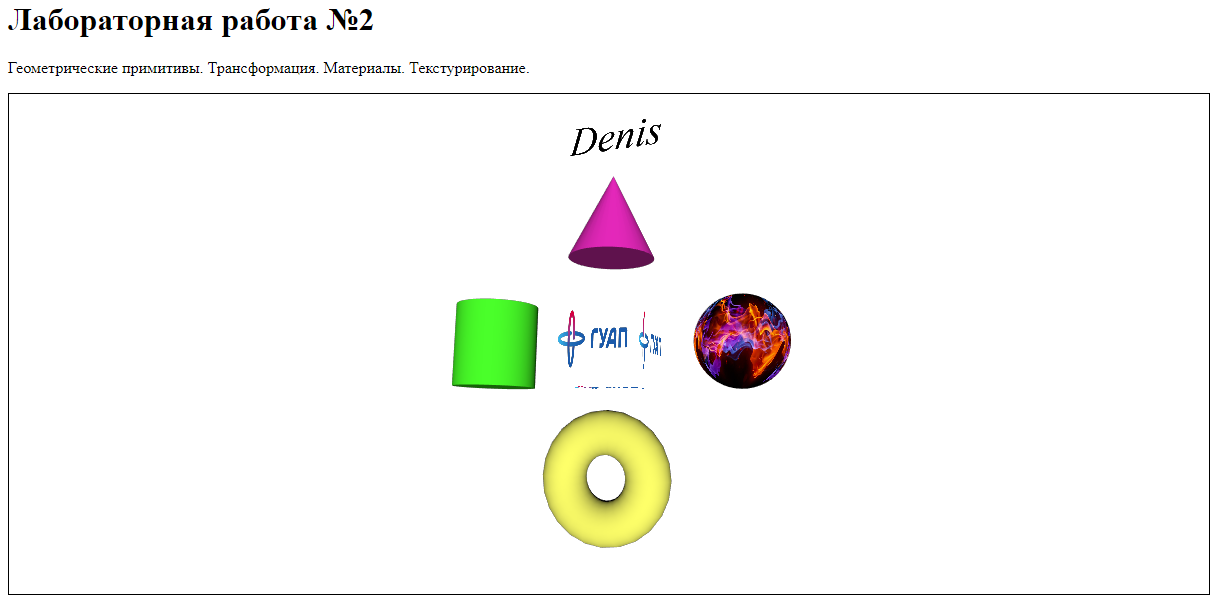 Лабораторная работа №2
Геометрические примитивы. Трансформация. Материалы. Текстурирование.
Denis
ГУАП